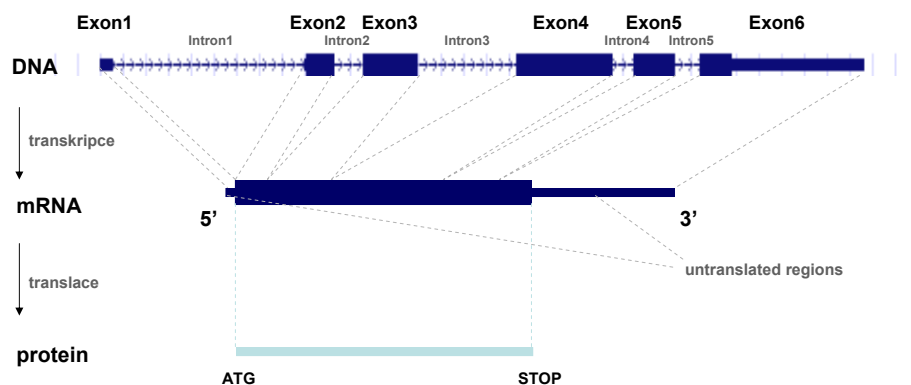 Exon1 Exon2 Exon3 Exon4 Exon5 Exon6
Intron1 Intron2 Intron3 Intron4 Intron5
DNA
transkripce
mRNA
5’ 3’
untranslated regions
translace
protein
ATG STOP